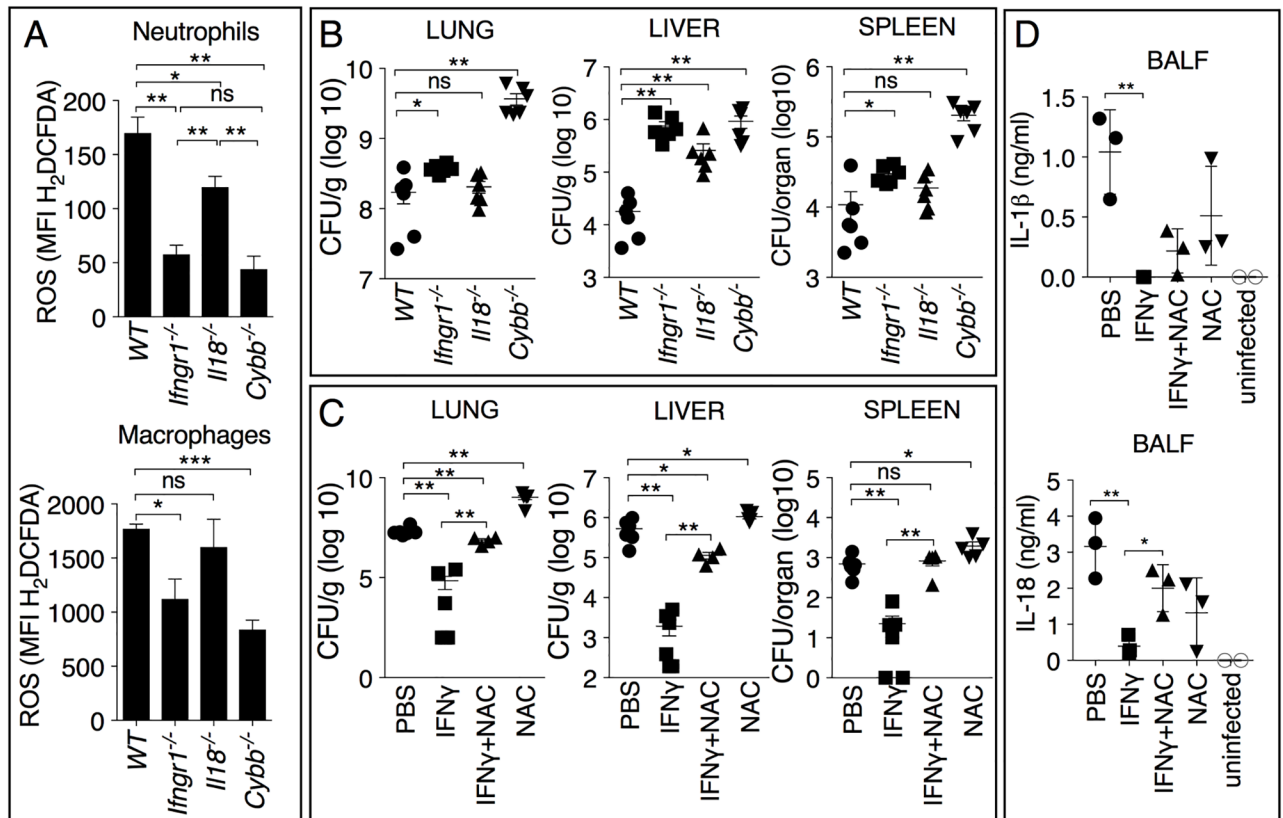 A
Neutrophils
**
*
ns
**
** **
ROS (MFI H2DCFDA)
200
150
100
50
0
WT
Ifngr1-/-
Il18-/-
Cybb-/-
Macrophages
***
ns
*
ROS (MFI H2DCFDA)
2000
1500
1000
500
0
WT
Ifngr1-/-
Il18-/-
Cybb-/-
B
LUNG
**
ns
*
CFU/g (log 10)
10
9
8
7
WT
Ifngr1-/-
Il18-/-
Cybb-/-
LIVER
**
**
**
CFU/g (log 10)
7
6
5
4
3
WT
Ifngr1-/-
Il18-/-
Cybb-/-
SPLEEN
**
ns
*
CFU/organ (log10)
6
5
4
3
WT
Ifngr1-/-
Il18-/-
Cybb-/-
C
LUNG
**
**
**
**
CFU/g (log 10)
10
5
0
PBS
IFNγ
IFNγ+NAC
NAC
LIVER
*
*
**
**
CFU/g (log 10)
7
6
5
4
3
2
PBS
IFNγ
IFNγ+NAC
NAC
SPLEEN
*
ns
**
**
CFU/organ (log10)
5
4
3
2
1
0
PBS
IFNγ
IFNγ+NAC
NAC
D
BALF
**
IL-1β (ng/ml)
1.5
1.0
0.5
0.0
PBS
IFNγ
IFNγ+NAC
NAC
uninfected
BALF
**
*
IL-18 (ng/ml)
5
4
3
2
1
0
PBS
IFNγ
IFNγ+NAC
NAC
uninfected